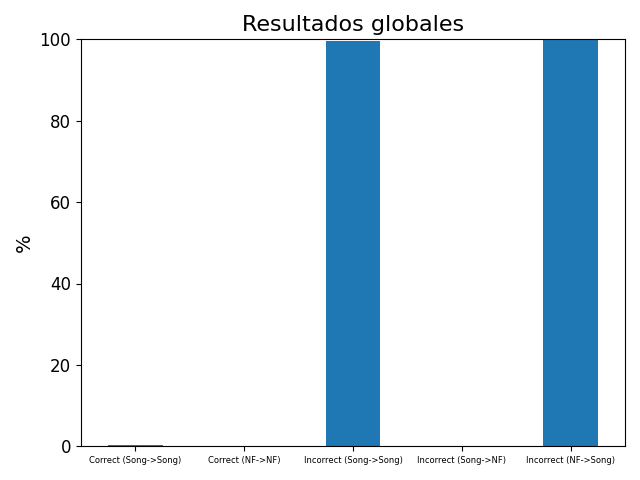 Resultados globales
100
80
60
40
20
0
%
Correct (Song->Song)
Correct (NF->NF)
Incorrect (Song->Song)
Incorrect (Song->NF)
Incorrect (NF->Song)